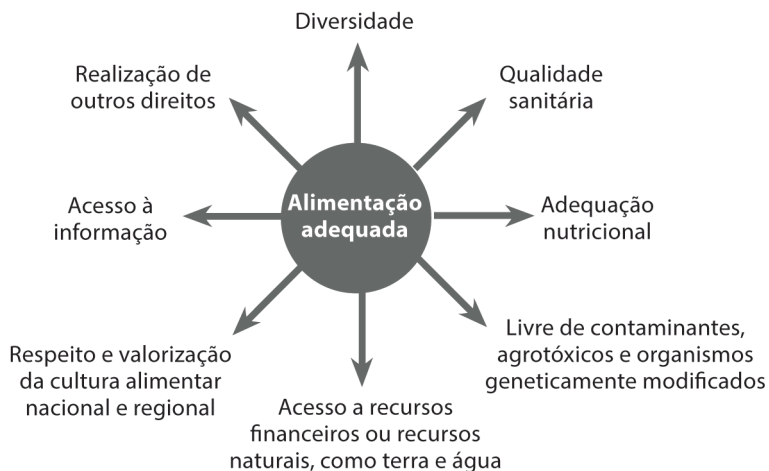 Diversidade
Realização de
outros direitos
Qualidade
sanitária
Acesso à
informação
Alimentação
adequada
Adequação
nutricional
Respeito e valorização
da cultura alimentar
nacional e regional
Acesso a recursos
financeiros ou recursos
naturais, como terra e água
Livre de contaminantes,
agrotóxicos e organismos
geneticamente modificados